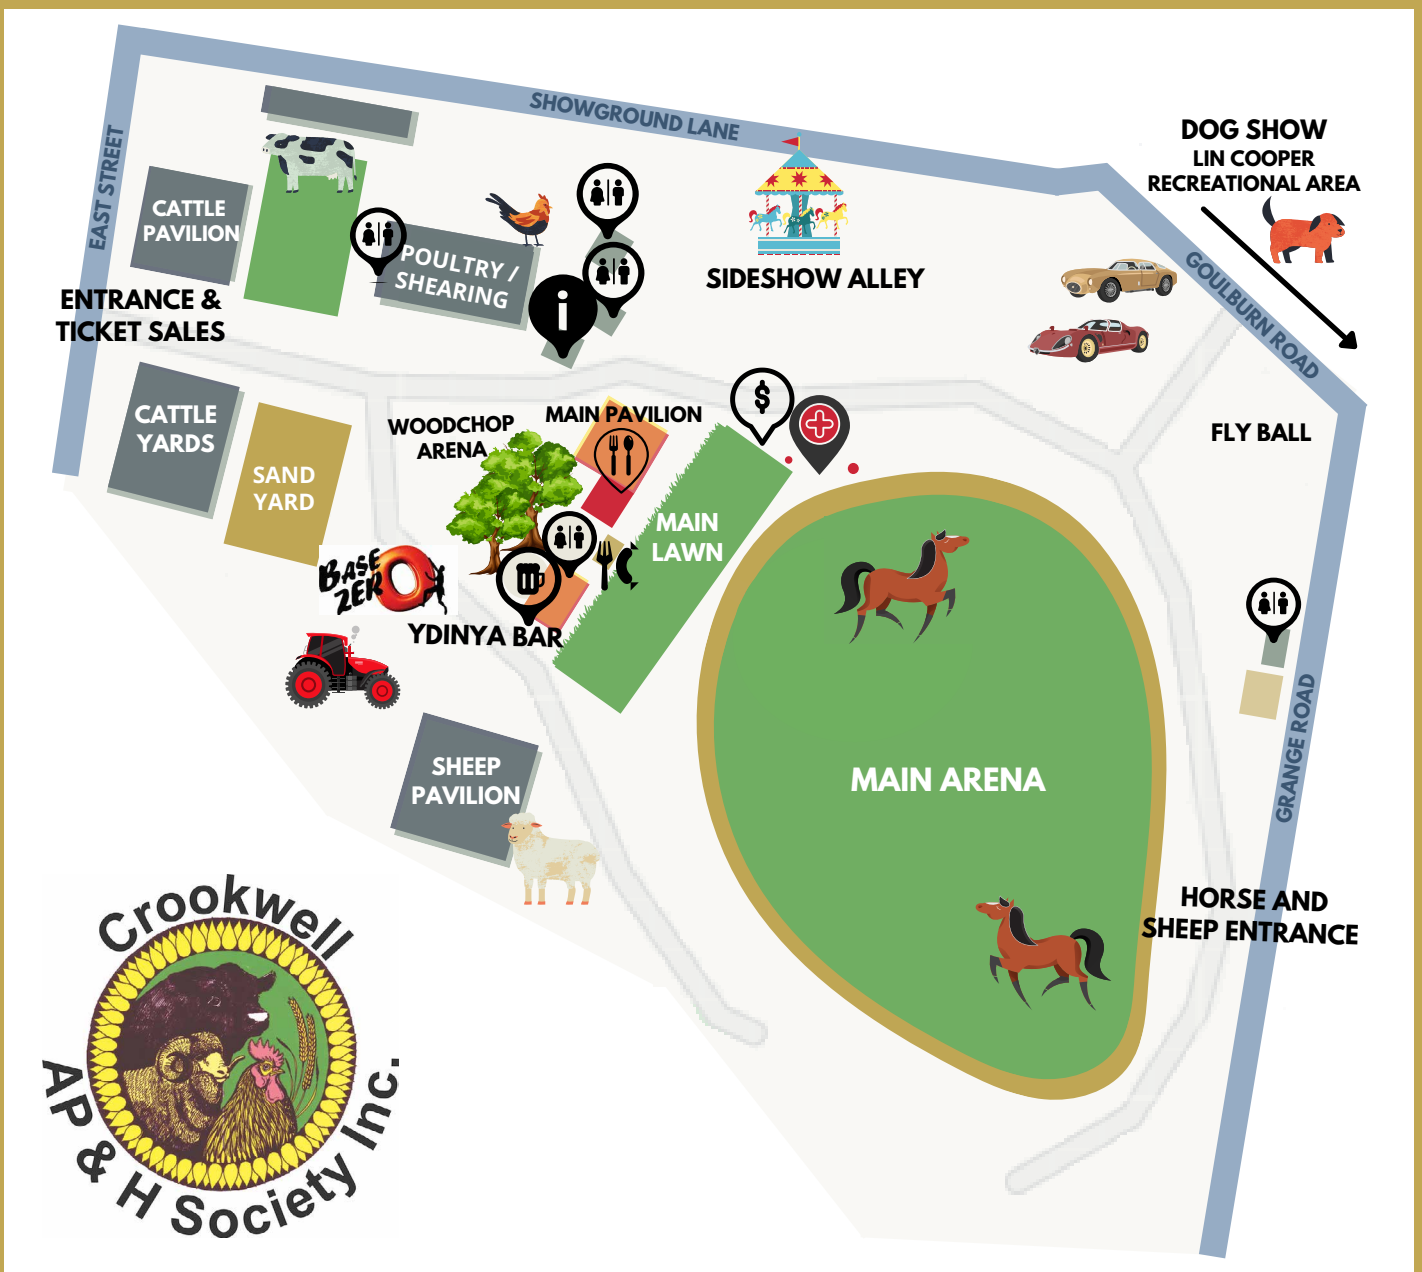 SHOWGROUND LANE
EAST STREET
DOG SHOW
LIN COOPER
RECREATIONAL AREA
CATTLE
PAVILION
POULTRY /
SHEARING
i
SIDESHOW ALLEY
GOULBURN ROAD
ENTRANCE &
TICKET SALES
$
CATTLE
YARDS
SAND
YARD
WOODCHOP
ARENA
MAIN PAVILION
FLY BALL
MAIN
LAWN
BASE
ZERO
YDINYA BAR
SHEEP
PAVILION
MAIN ARENA
GRANGE ROAD
HORSE AND
SHEEP ENTRANCE
Crookwell
AP & H Society Inc.